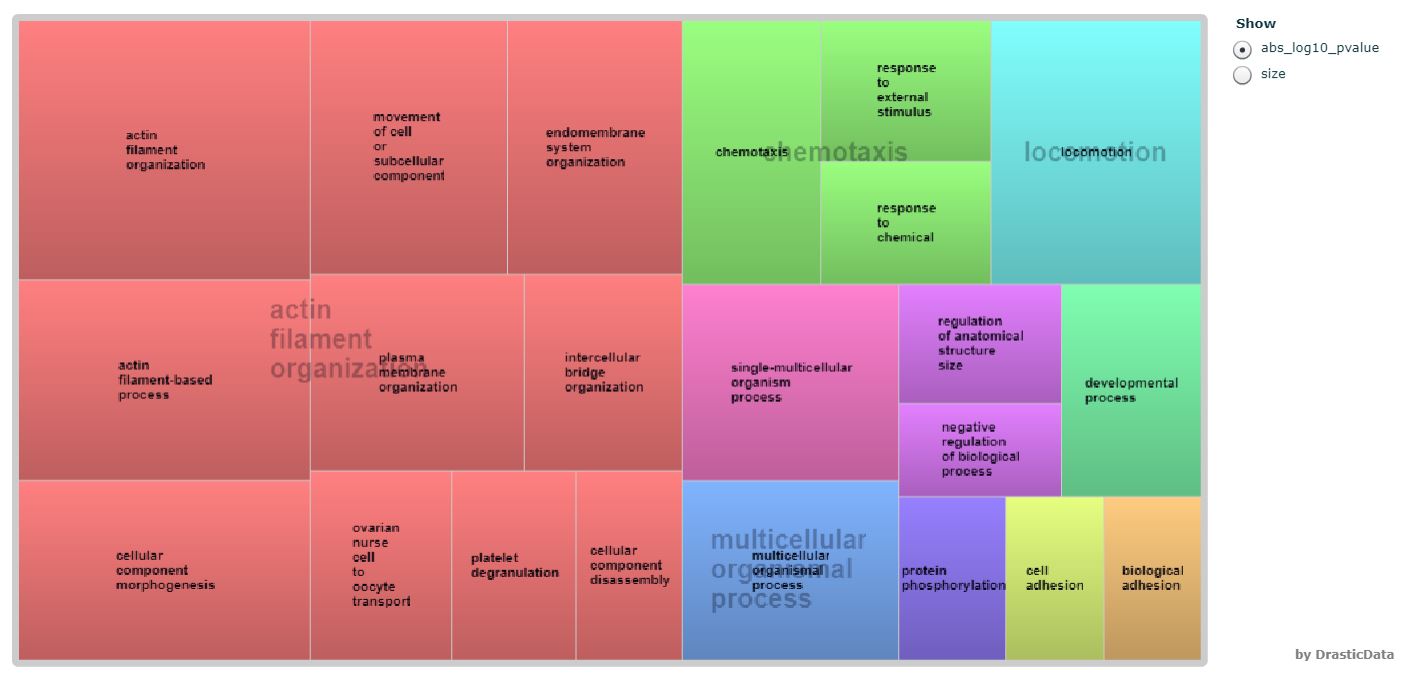 actin
filament
organization
movement
of cell
or
subcellular
component
endomembrane
system
organization
chemotaxis
chemotaxis
response
to
external
stimulus
response
to
chemical
locomotion
locomotion
actin
filament
organization
actin
filament-based
process
plasma
membrane
organization
intercellular
bridge
organization
single-multicellular
organism
process
regulation
of anatomical
structure
size
negative
regulation
of biological
process
developmental
process
cellular
component
morphogenesis
ovarian
nurse
cell
to
oocyte
transport
platelet
degranulation
cellular
component
disassembly
multicellular
organismal
process
multicellular
organismal
process
protein
phosphorylation
cell
adhesion
biological
adhesion
Show
abs_log10_pvalue
size
by DrasticData